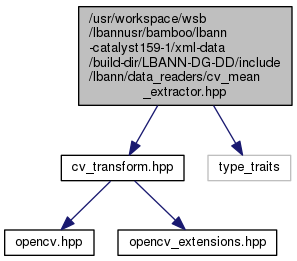 /usr/workspace/wsb
/lbannusr/bamboo/lbann
-catalyst159-1/xml-data
/build-dir/LBANN-DG-DD/include
/lbann/data_readers/cv_mean
_extractor.hpp
cv_transform.hpp
type_traits
opencv.hpp
opencv_extensions.hpp